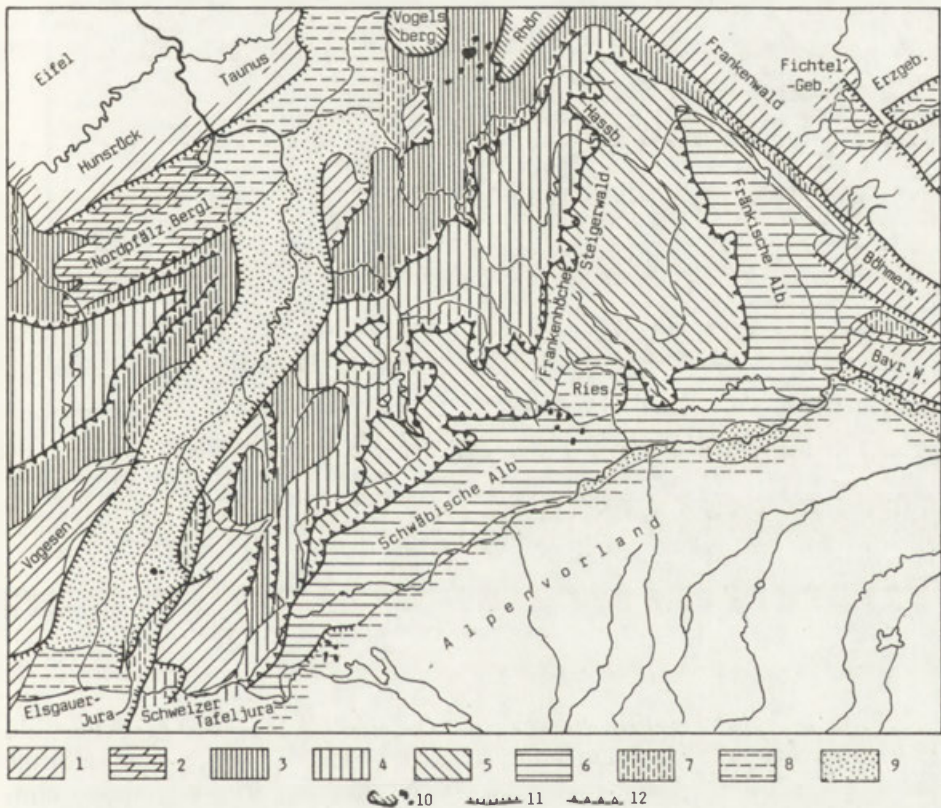 Eifel
Taunus
Hunsrück
Vogels
berg
Rhön
Frankenwald
Fichtel
-Geb.
Erzgeb.
Hassb.
Nordpfälz. Bergl.
Steigerwald
Frankenhöhe
Fränkische Alb
Böhmerw.
Bayr. W.
Ries
Schwäbische Alb
Vogesen
Alpenvorland
Elsgauer-
Jura
Schweizer
Tafeljura
1 2 3 4 5 6 7 8 9
10 11 12